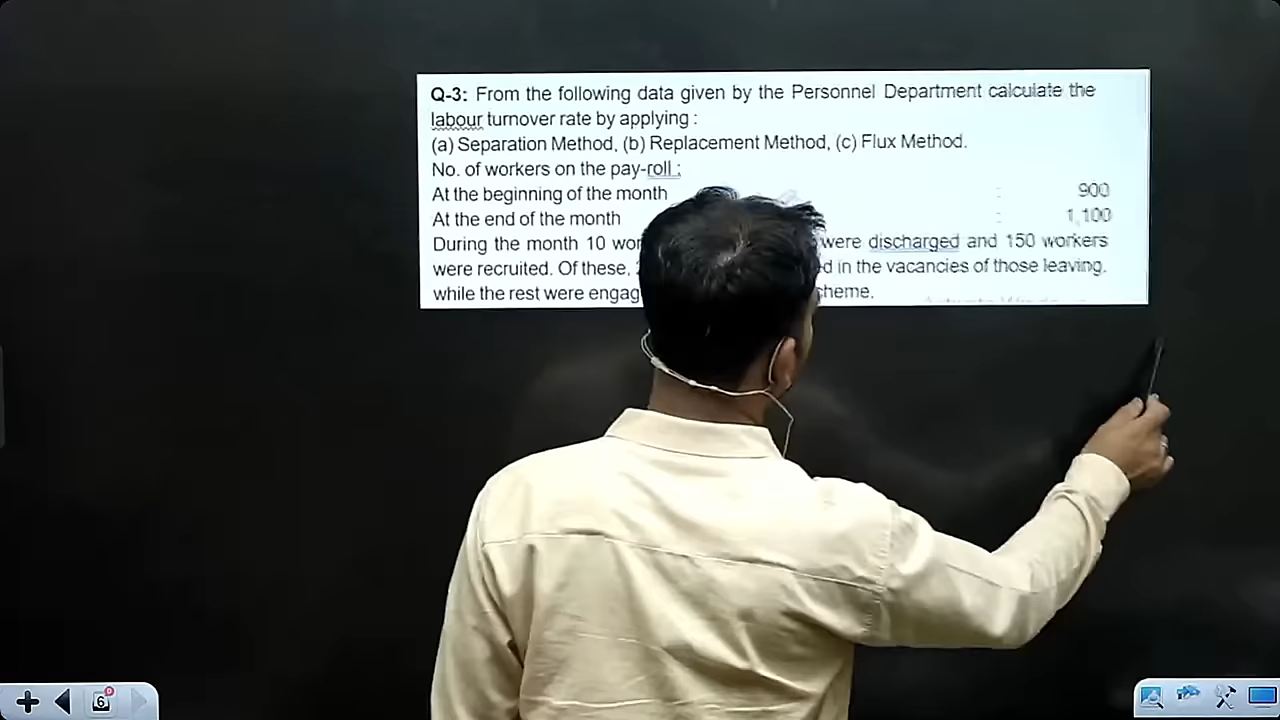 Q-3: From the following data given by the Personnel Department calculate the
labour turnover rate by applying :
(a) Separation Method, (b) Replacement Method, (c) Flux Method.
No. of workers on the pay-roll :
At the beginning of the month : 900
At the end of the month : 1,100
During the month 10 were discharged and 150 workers
were recruited. Of these, in the vacancies of those leaving.
while the rest were
6